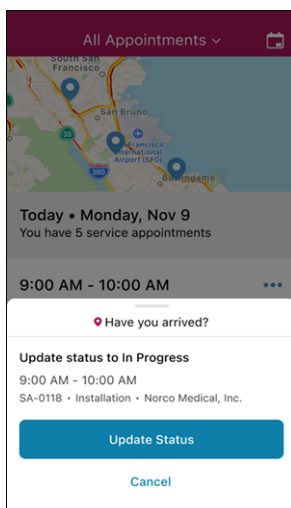 All Appointments
South San
Francisco
San Bruno
35
Francisco
International
Airport (SFO)
280
Burlingame
Today • Monday, Nov 9
You have 5 service appointments
9:00 AM - 10:00 AM
Have you arrived?
Update status to In Progress
9:00 AM - 10:00 AM
SA-0118 • Installation • Norco Medical, Inc.
Update Status
Cancel